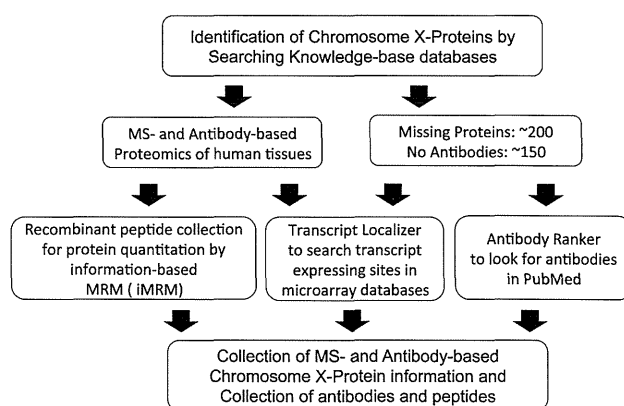 Identification of Chromosome X-Proteins by
Searching Knowledge-base databases
MS- and Antibody-based
Proteomics of human tissues
Missing Proteins: ~200
No Antibodies: ~150
Recombinant peptide collection
for protein quantitation by
information-based
MRM ( iMRM)
Transcript Localizer
to search transcript
expressing sites in
microarray databases
Antibody Ranker
to look for antibodies
in PubMed
Collection of MS- and Antibody-based
Chromosome X-Protein information and
Collection of antibodies and peptides